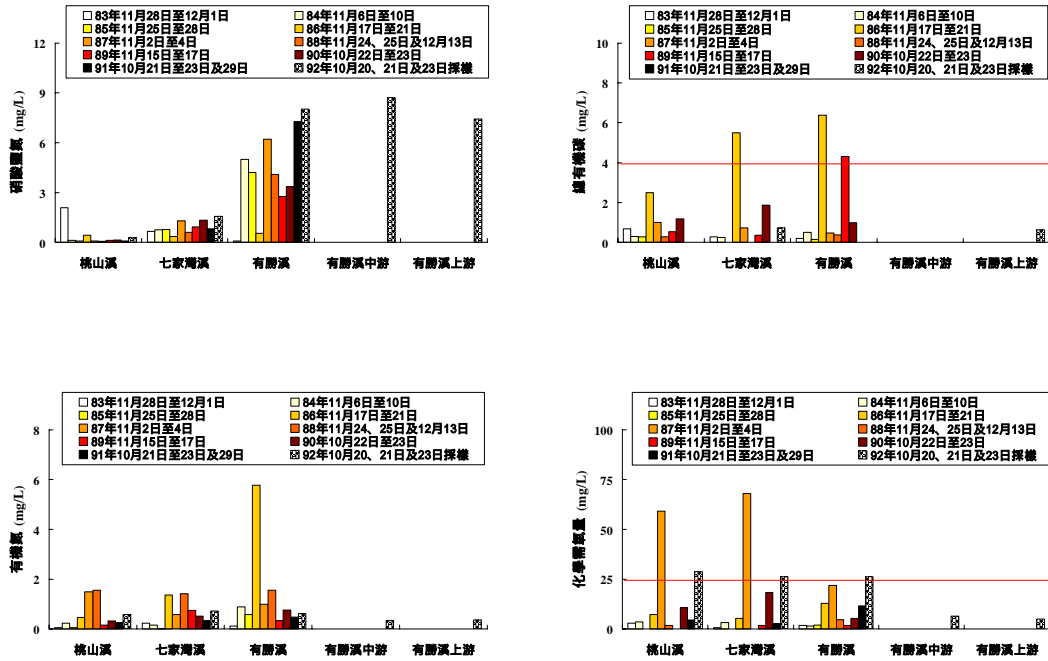 83年11月28日至12月1日 84年11月6日至10日
85年11月25日至28日 86年11月17日至21日
87年11月2日至4日 88年11月24、25日及12月13日
89年11月15日至17日 90年10月22日至23日
91年10月21日至23日及29日 92年10月20、21日及23日採樣
硝酸鹽氮 (mg/L)
12
9
6
3
0
桃山溪 七家灣溪 有勝溪 有勝溪中游 有勝溪上游
83年11月28日至12月1日 84年11月6日至10日
85年11月25日至28日 86年11月17日至21日
87年11月2日至4日 88年11月24、25日及12月13日
89年11月15日至17日 90年10月22日至23日
91年10月21日至23日及29日 92年10月20、21日及23日採樣
總有機碳 (mg/L)
10
8
6
4
2
0
桃山溪 七家灣溪 有勝溪 有勝溪中游 有勝溪上游
83年11月28日至12月1日 84年11月6日至10日
85年11月25日至28日 86年11月17日至21日
87年11月2日至4日 88年11月24、25日及12月13日
89年11月15日至17日 90年10月22日至23日
91年10月21日至23日及29日 92年10月20、21日及23日採樣
有機氮 (mg/L)
8
6
4
2
0
桃山溪 七家灣溪 有勝溪 有勝溪中游 有勝溪上游
83年11月28日至12月1日 84年11月6日至10日
85年11月25日至28日 86年11月17日至21日
87年11月2日至4日 88年11月24、25日及12月13日
89年11月15日至17日 90年10月22日至23日
91年10月21日至23日及29日 92年10月20、21日及23日採樣
化學需氧量 (mg/L)
100
75
50
25
0
桃山溪 七家灣溪 有勝溪 有勝溪中游 有勝溪上游